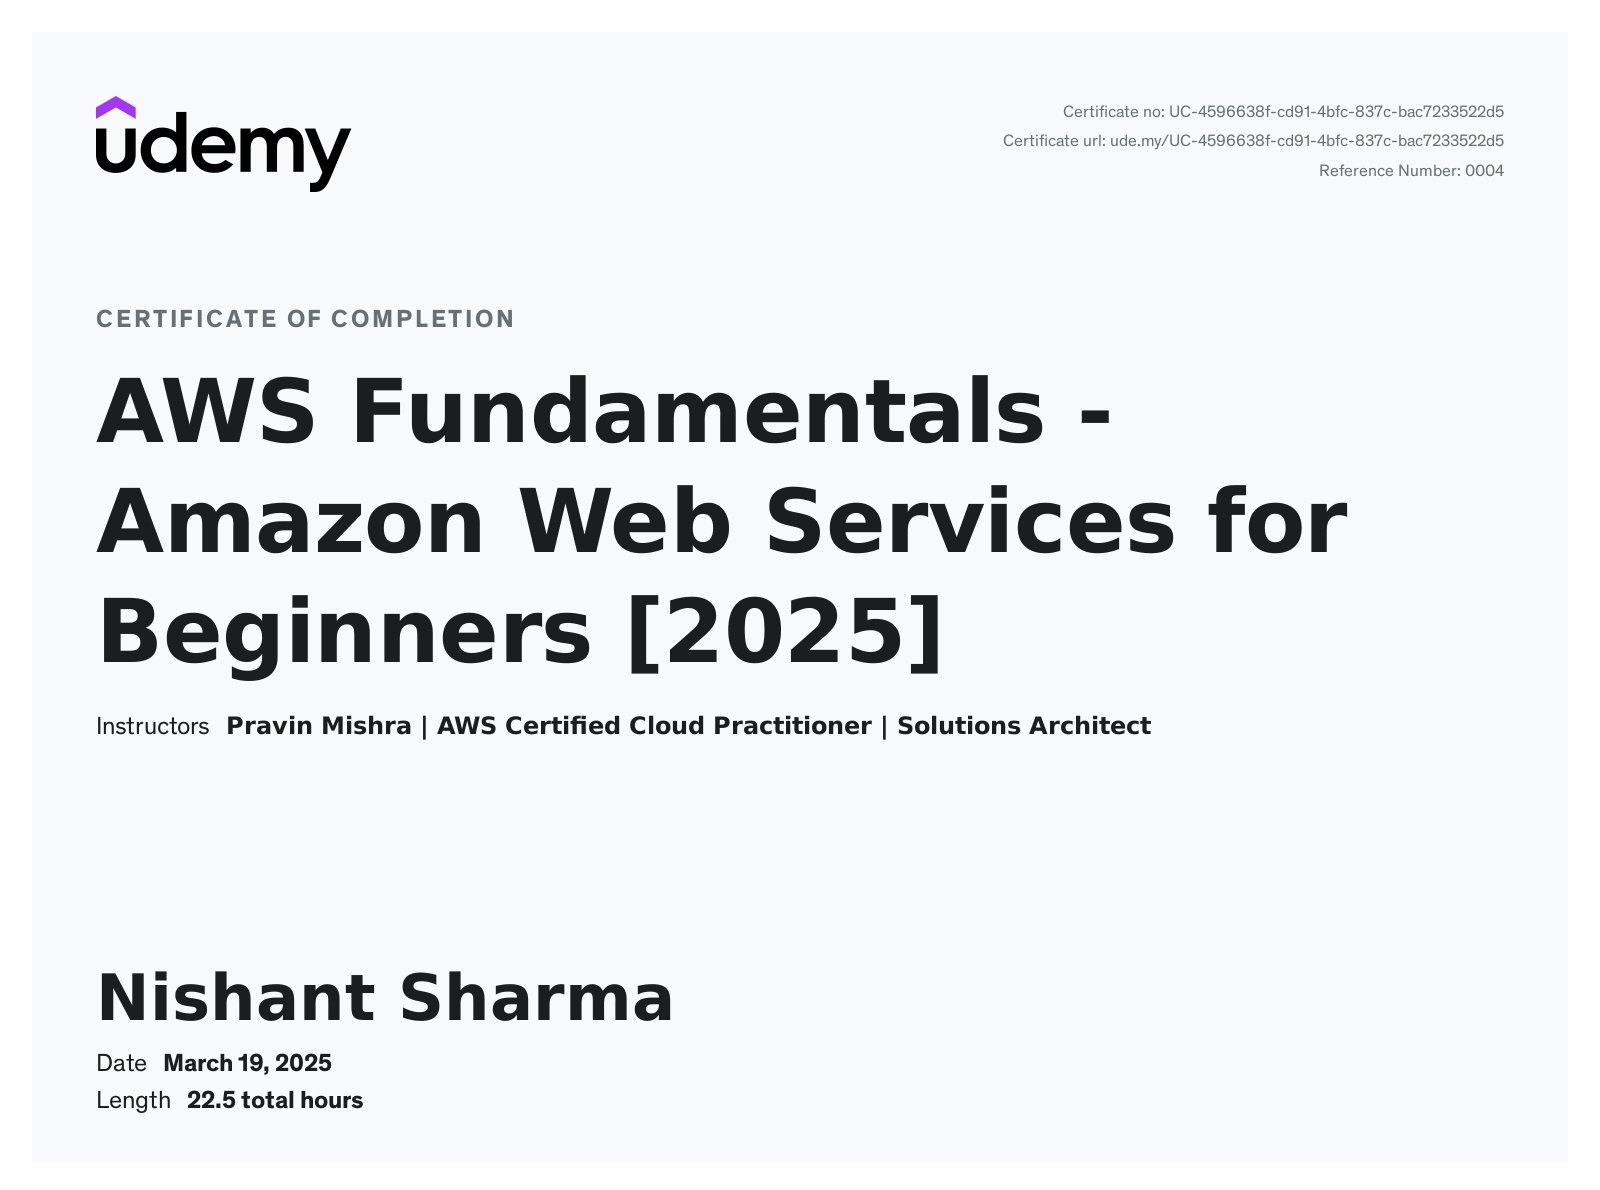 udemy
Certificate no: UC-4596638f-cd91-4bfc-837c-bac7233522d5
Certificate url: ude.my/UC-4596638f-cd91-4bfc-837c-bac7233522d5
Reference Number: 0004
CERTIFICATE OF COMPLETION
AWS Fundamentals -
Amazon Web Services for
Beginners [2025]
Instructors Pravin Mishra | AWS Certified Cloud Practitioner | Solutions Architect
Nishant Sharma
Date March 19, 2025
Length 22.5 total hours